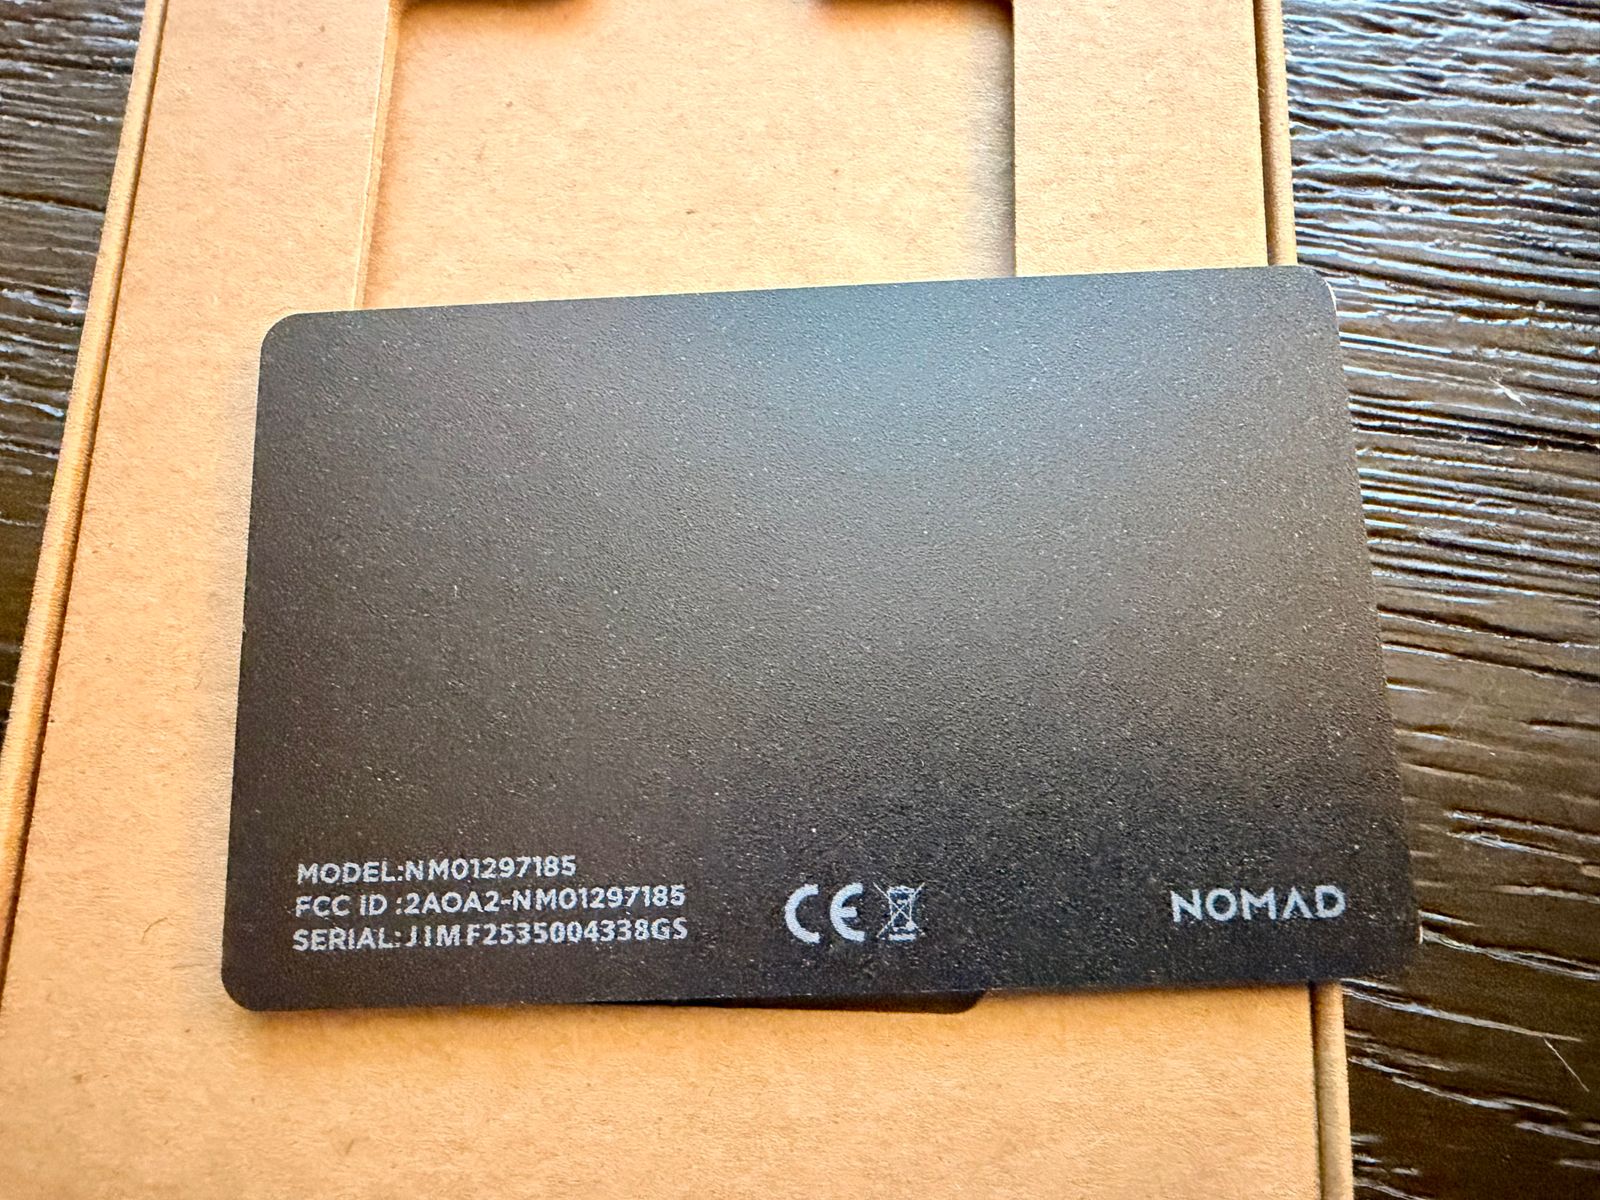 MODEL:NM01297185
FCC ID :2AOA2-NM01297185
SERIAL:J1MF2535004338GS
CE
NOMAD